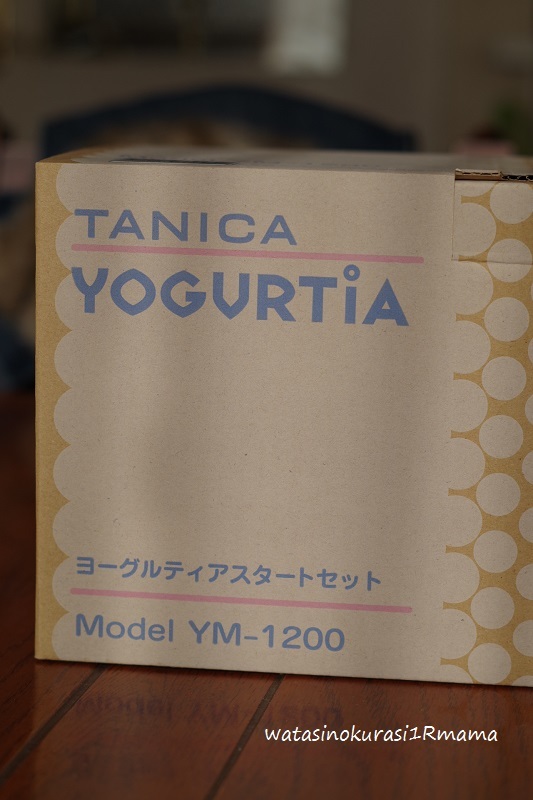 TANICA
YOGURTiA
ヨーグルティアスタートセット
Model YM-1200
watasinokurasi1Rmama